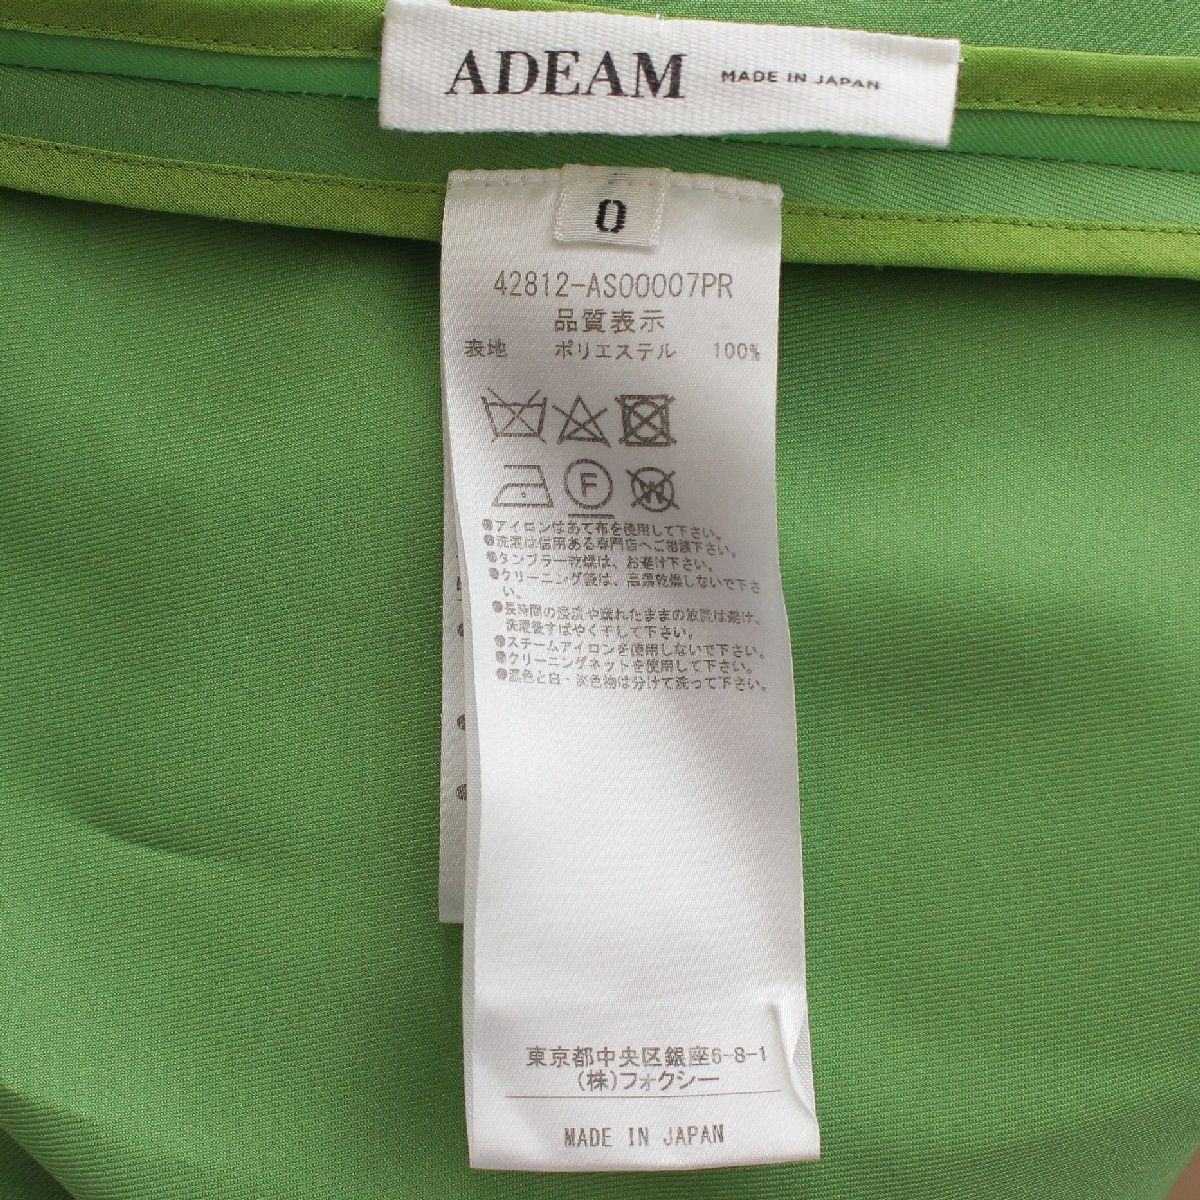 ADEAM MADE IN JAPAN
0
42812-AS00007PR
品質表示
表地 ポリエステル 100%
F
W
●アイロンはあて布を使用して下さい。
●洗濯は信用ある専門店へご相談下さい。
●タンブラー乾燥は、お避け下さい。
●クリーニング後は、高温乾燥しないで下さ
い。
●長時間の浸漬や濡れたままの放置は避け、
洗濯後すばやく干して下さい。
●スチームアイロンを使用しないで下さい。
●クリーニングネットを使用して下さい。
●濃色と白・淡色物は分けて洗って下さい。
東京都中央区銀座6-8-1
(株)フォクシー
MADE IN JAPAN